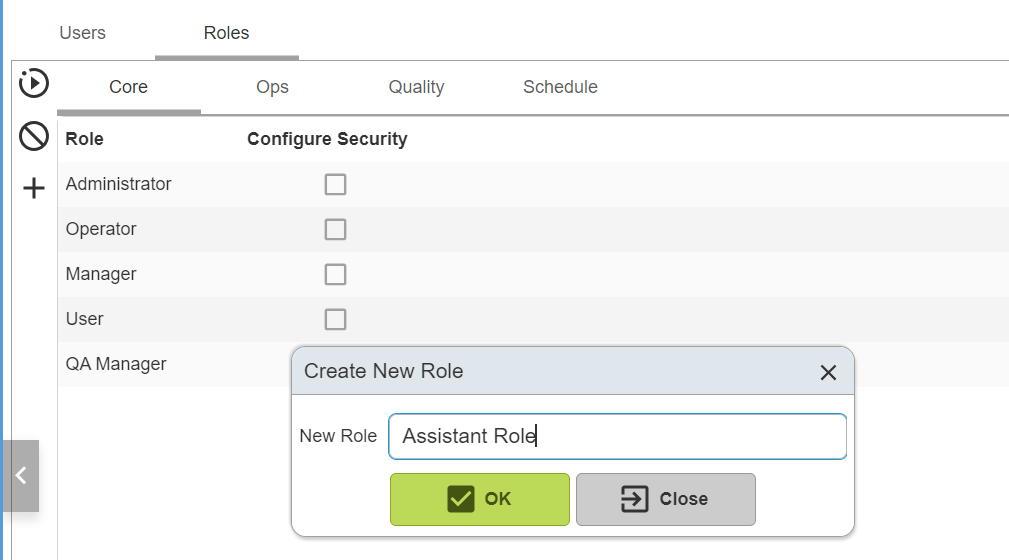 Users Roles
Core Ops Quality Schedule
Role Configure Security
Administrator
Operator
Manager
User
QA Manager
Create New Role
New Role Assistant Role
OK Close